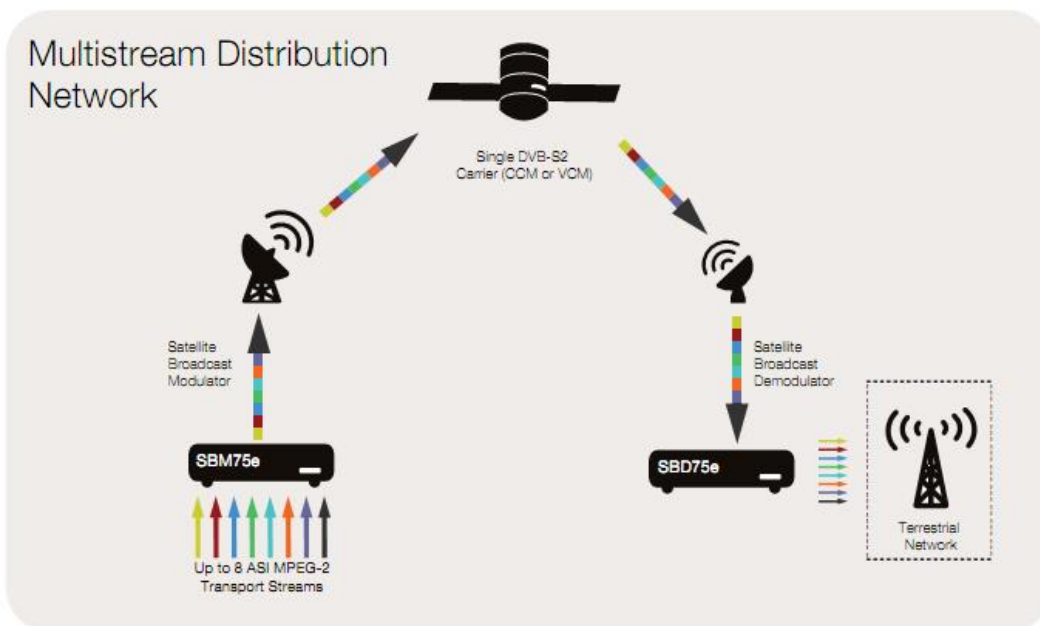 Multistream Distribution
Network
Single DVB-S2
Carrier (CCM or VCM)
Satellite
Broadcast
Modulator
Satellite
Broadcast
Demodulator
SBM75e
SBD75e
Up to 8 ASI MPEG-2
Transport Streams
Terrestrial
Network